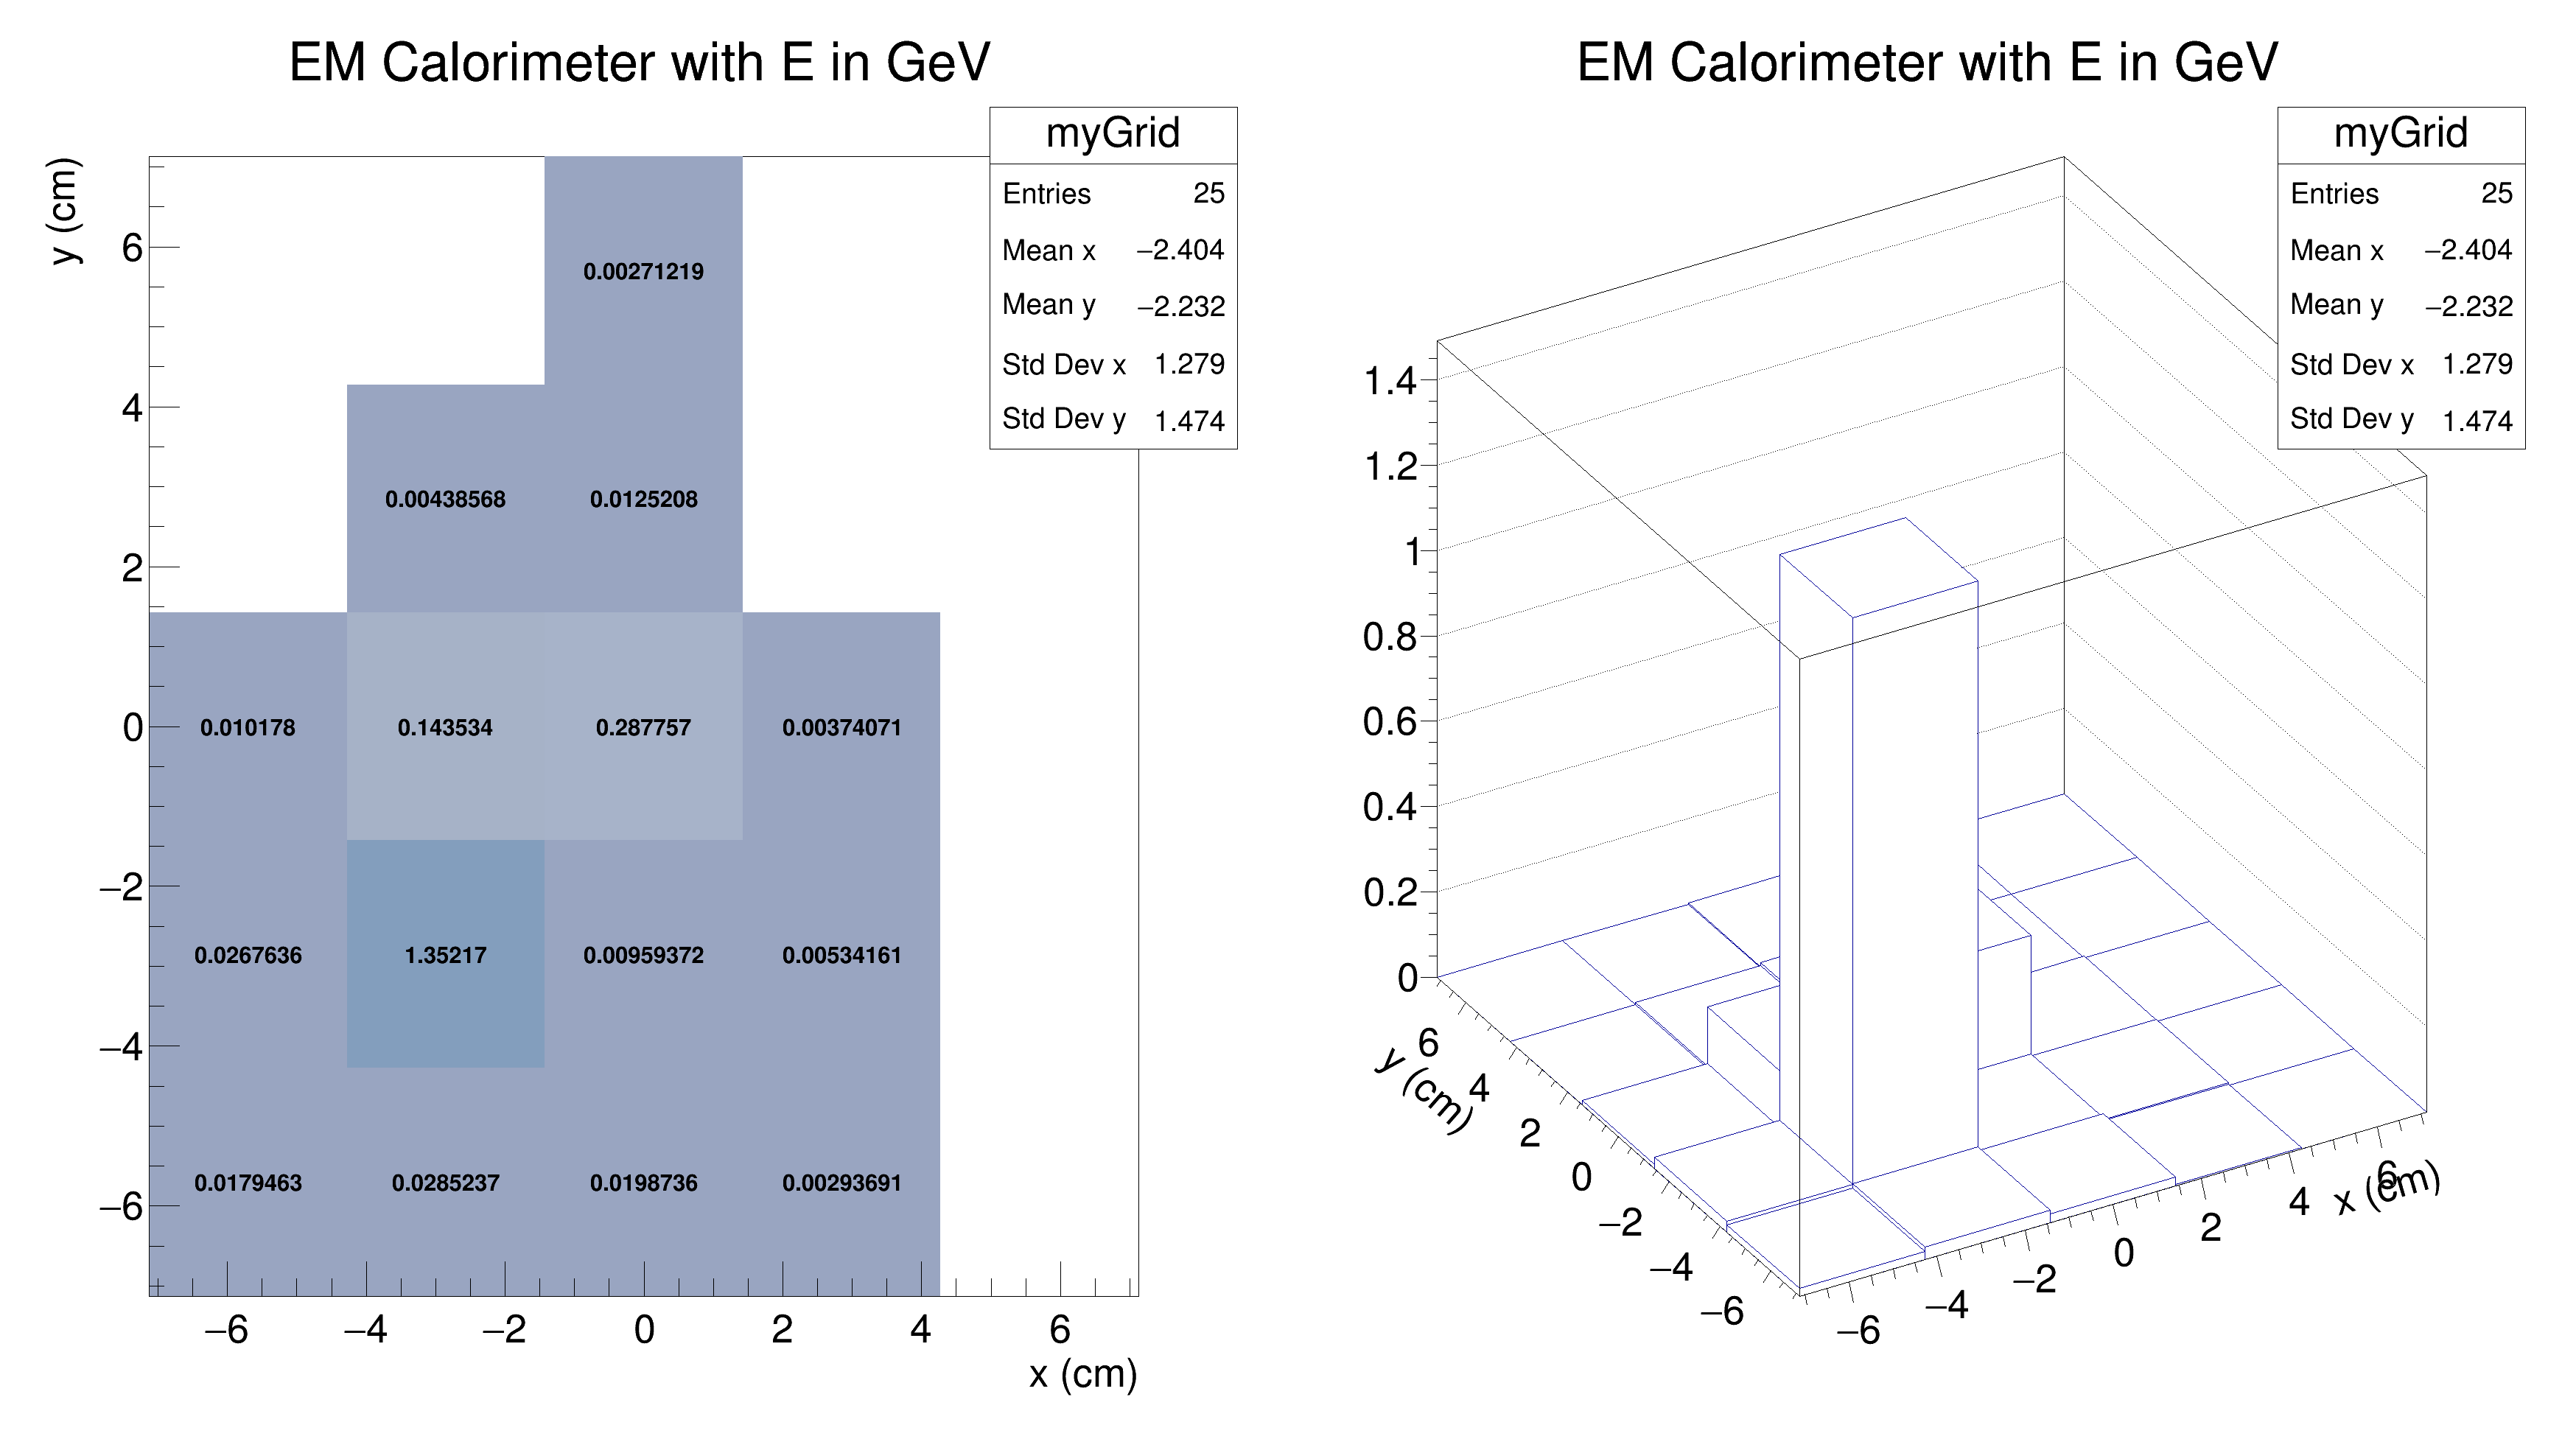 EM Calorimeter with E in GeV
myGrid
Entries 25
Mean x −2.404
Mean y −2.232
Std Dev x 1.279
Std Dev y 1.474
y (cm)
6
4
2
0
−2
−4
−6
0.00271219
0.00438568 0.0125208
0.010178 0.143534 0.287757 0.00374071
0.0267636 1.35217 0.00959372 0.00534161
0.0179463 0.0285237 0.0198736 0.00293691
−6 −4 −2 0 2 4 6
x (cm)
EM Calorimeter with E in GeV
myGrid
Entries 25
Mean x −2.404
Mean y −2.232
Std Dev x 1.279
Std Dev y 1.474
1.4
1.2
1
0.8
0.6
0.4
0.2
0
6
4
2
0
−2
−4
−6
y (cm)
−6
−4
−2
0
2
4
6
x (cm)